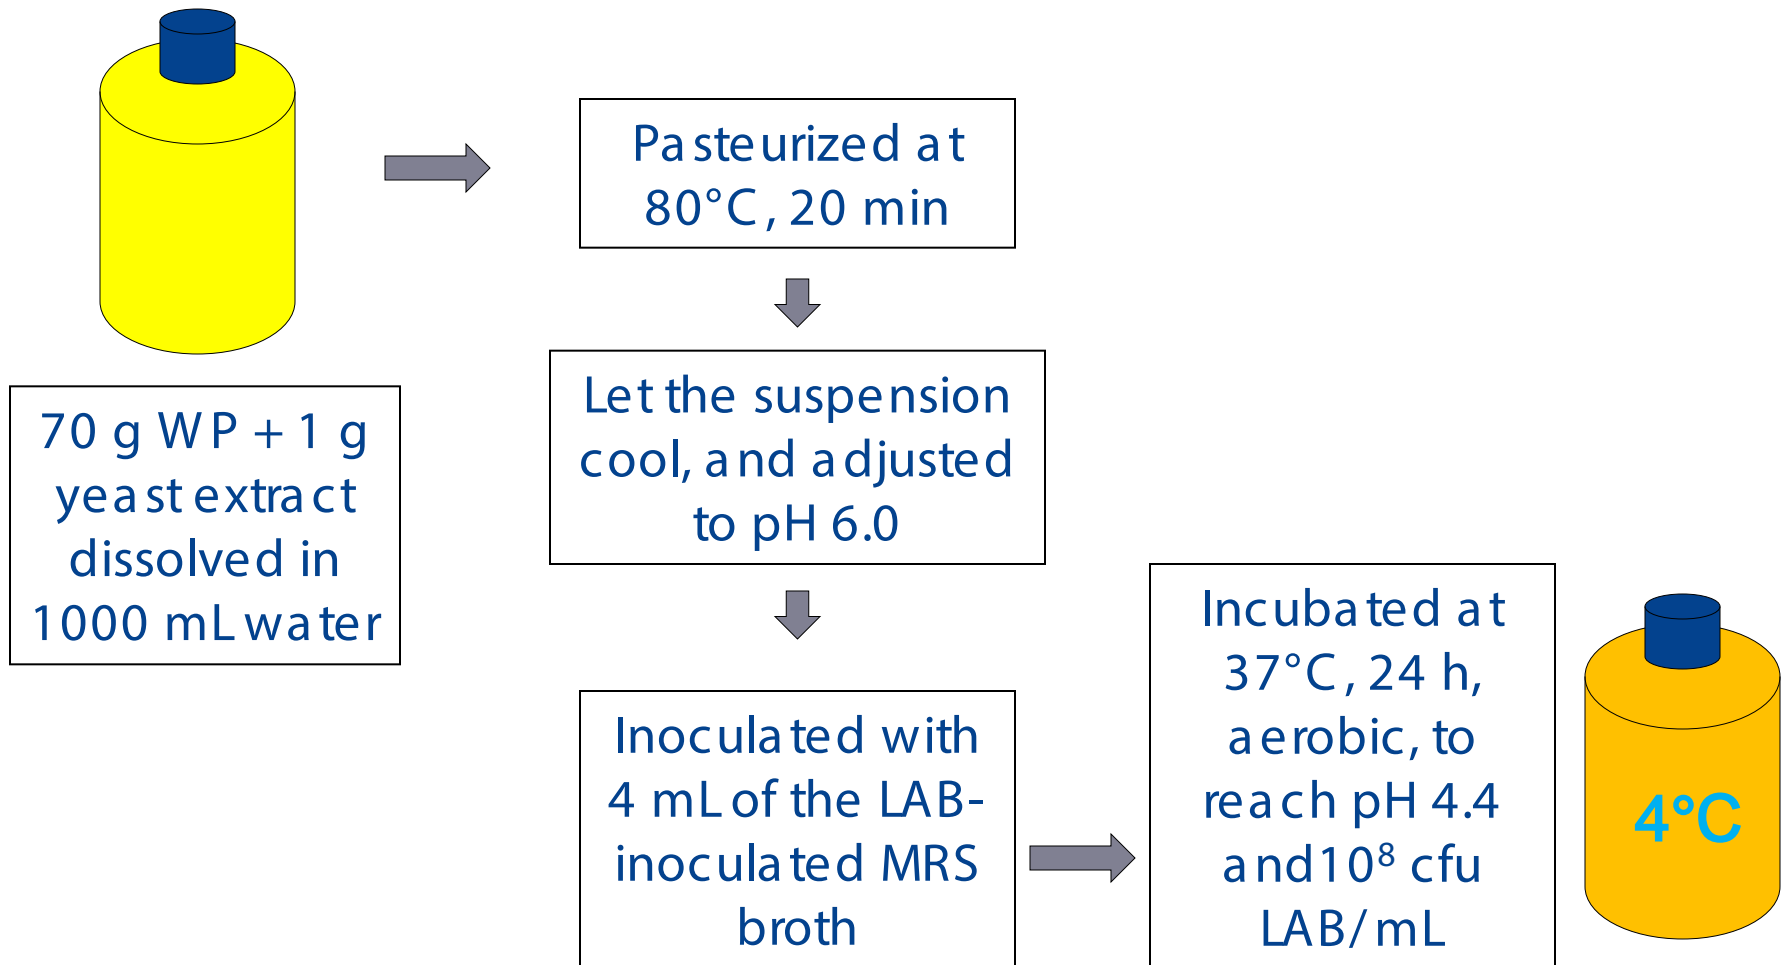 70 g WP + 1 g
yeast extract
dissolved in
1000 mL water
Pasteurized at
80°C, 20 min
Let the suspension
cool, and adjusted
to pH 6.0
Inoculated with
4 mL of the LAB-
inoculated MRS
broth
Incubated at
37°C, 24 h,
aerobic, to
reach pH 4.4
and10⁸ cfu
LAB/mL
4°C